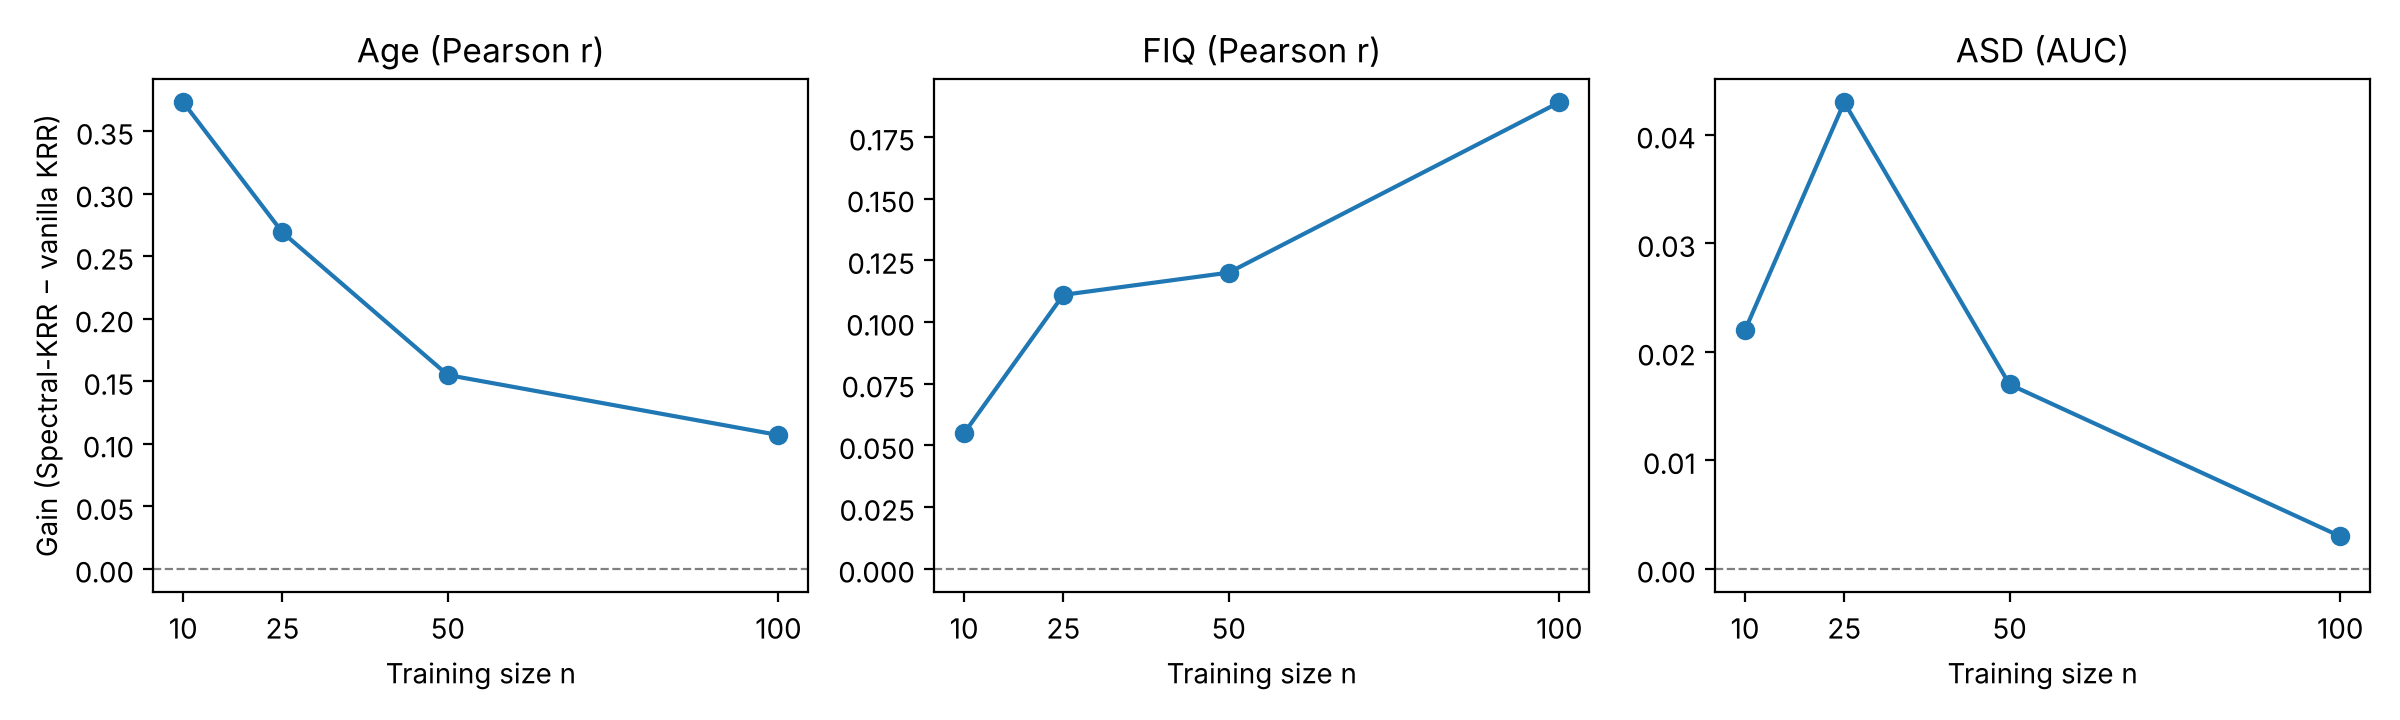 Age (Pearson r)
Gain (Spectral-KRR − vanilla KRR)
0.35
0.30
0.25
0.20
0.15
0.10
0.05
0.00
10 25 50 100
Training size n
FIQ (Pearson r)
0.175
0.150
0.125
0.100
0.075
0.050
0.025
0.000
10 25 50 100
Training size n
ASD (AUC)
0.04
0.03
0.02
0.01
0.00
10 25 50 100
Training size n